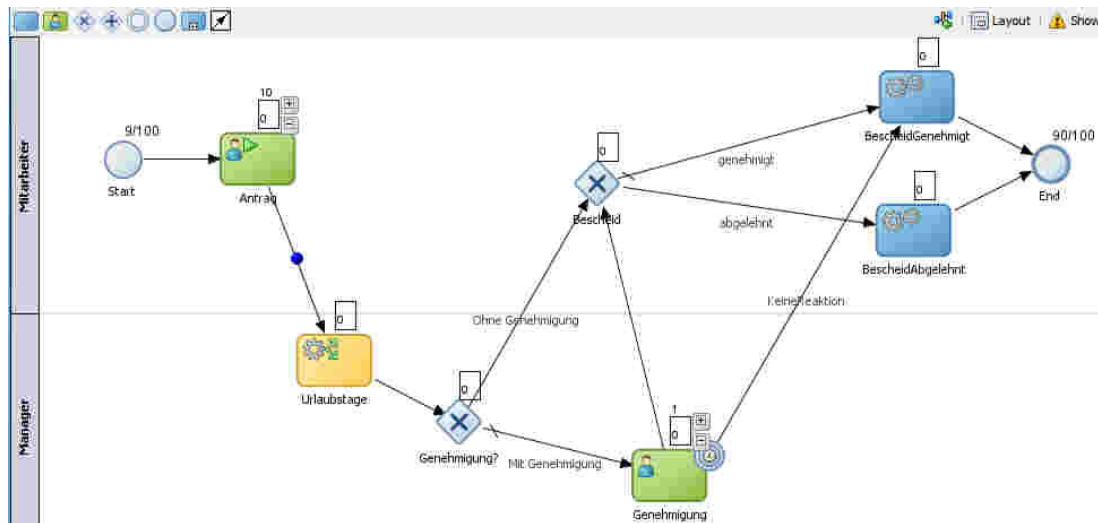 Layout
Show
Mitarbeiter
9/100
Start
10
0
Antrag
0
Bescheid
genehmigt
abgelehnt
0
BescheidGenehmigt
0
BescheidAbgelehnt
90/100
End
KeineReaktion
Manager
0
Urlaubstage
Ohne Genehmigung
0
Genehmigung?
Mit Genehmigung
1
0
Genehmigung